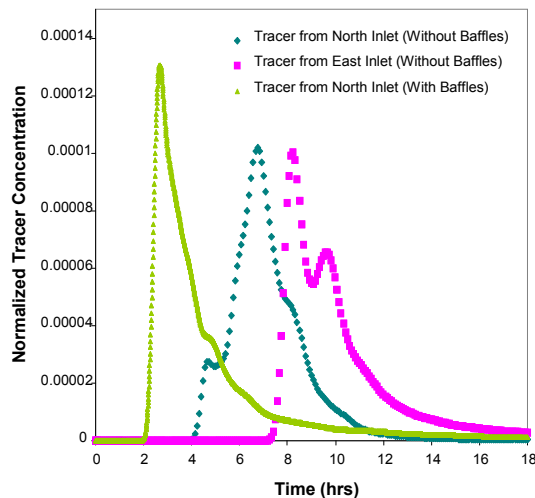 0.00014
0.00012
0.0001
0.00008
0.00006
0.00004
0.00002
0
Normalized Tracer Concentration
Tracer from North Inlet (Without Baffles)
Tracer from East Inlet (Without Baffles)
Tracer from North Inlet (With Baffles)
0 2 4 6 8 10 12 14 16 18
Time (hrs)